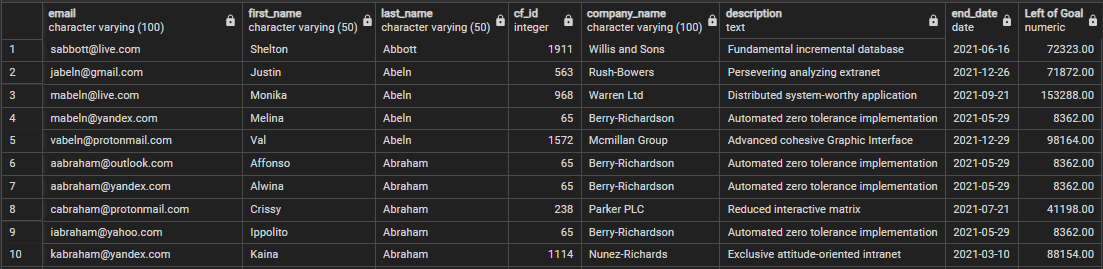 email first_name last_name cf_id company_name description end_date Left of Goal
character varying (100) character varying (50) character varying (50) integer character varying (100) text date numeric
1 sabbott@live.com Shelton Abbott 1911 Willis and Sons Fundamental incremental database 2021-06-16 72323.00
2 jabeln@gmail.com Justin Abeln 563 Rush-Bowers Persevering analyzing extranet 2021-12-26 71872.00
3 mabeln@live.com Monika Abeln 968 Warren Ltd Distributed system-worthy application 2021-09-21 153288.00
4 mabeln@yandex.com Melina Abeln 65 Berry-Richardson Automated zero tolerance implementation 2021-05-29 8362.00
5 vabeln@protonmail.com Val Abeln 1572 Mcmillan Group Advanced cohesive Graphic Interface 2021-12-29 98164.00
6 aabraham@outlook.com Affonso Abraham 65 Berry-Richardson Automated zero tolerance implementation 2021-05-29 8362.00
7 aabraham@yandex.com Alwina Abraham 65 Berry-Richardson Automated zero tolerance implementation 2021-05-29 8362.00
8 cabraham@protonmail.com Crissy Abraham 238 Parker PLC Reduced interactive matrix 2021-07-21 41198.00
9 iabraham@yahoo.com Ippolito Abraham 65 Berry-Richardson Automated zero tolerance implementation 2021-05-29 8362.00
10 kabraham@yandex.com Kaina Abraham 1114 Nunez-Richards Exclusive attitude-oriented intranet 2021-03-10 88154.00